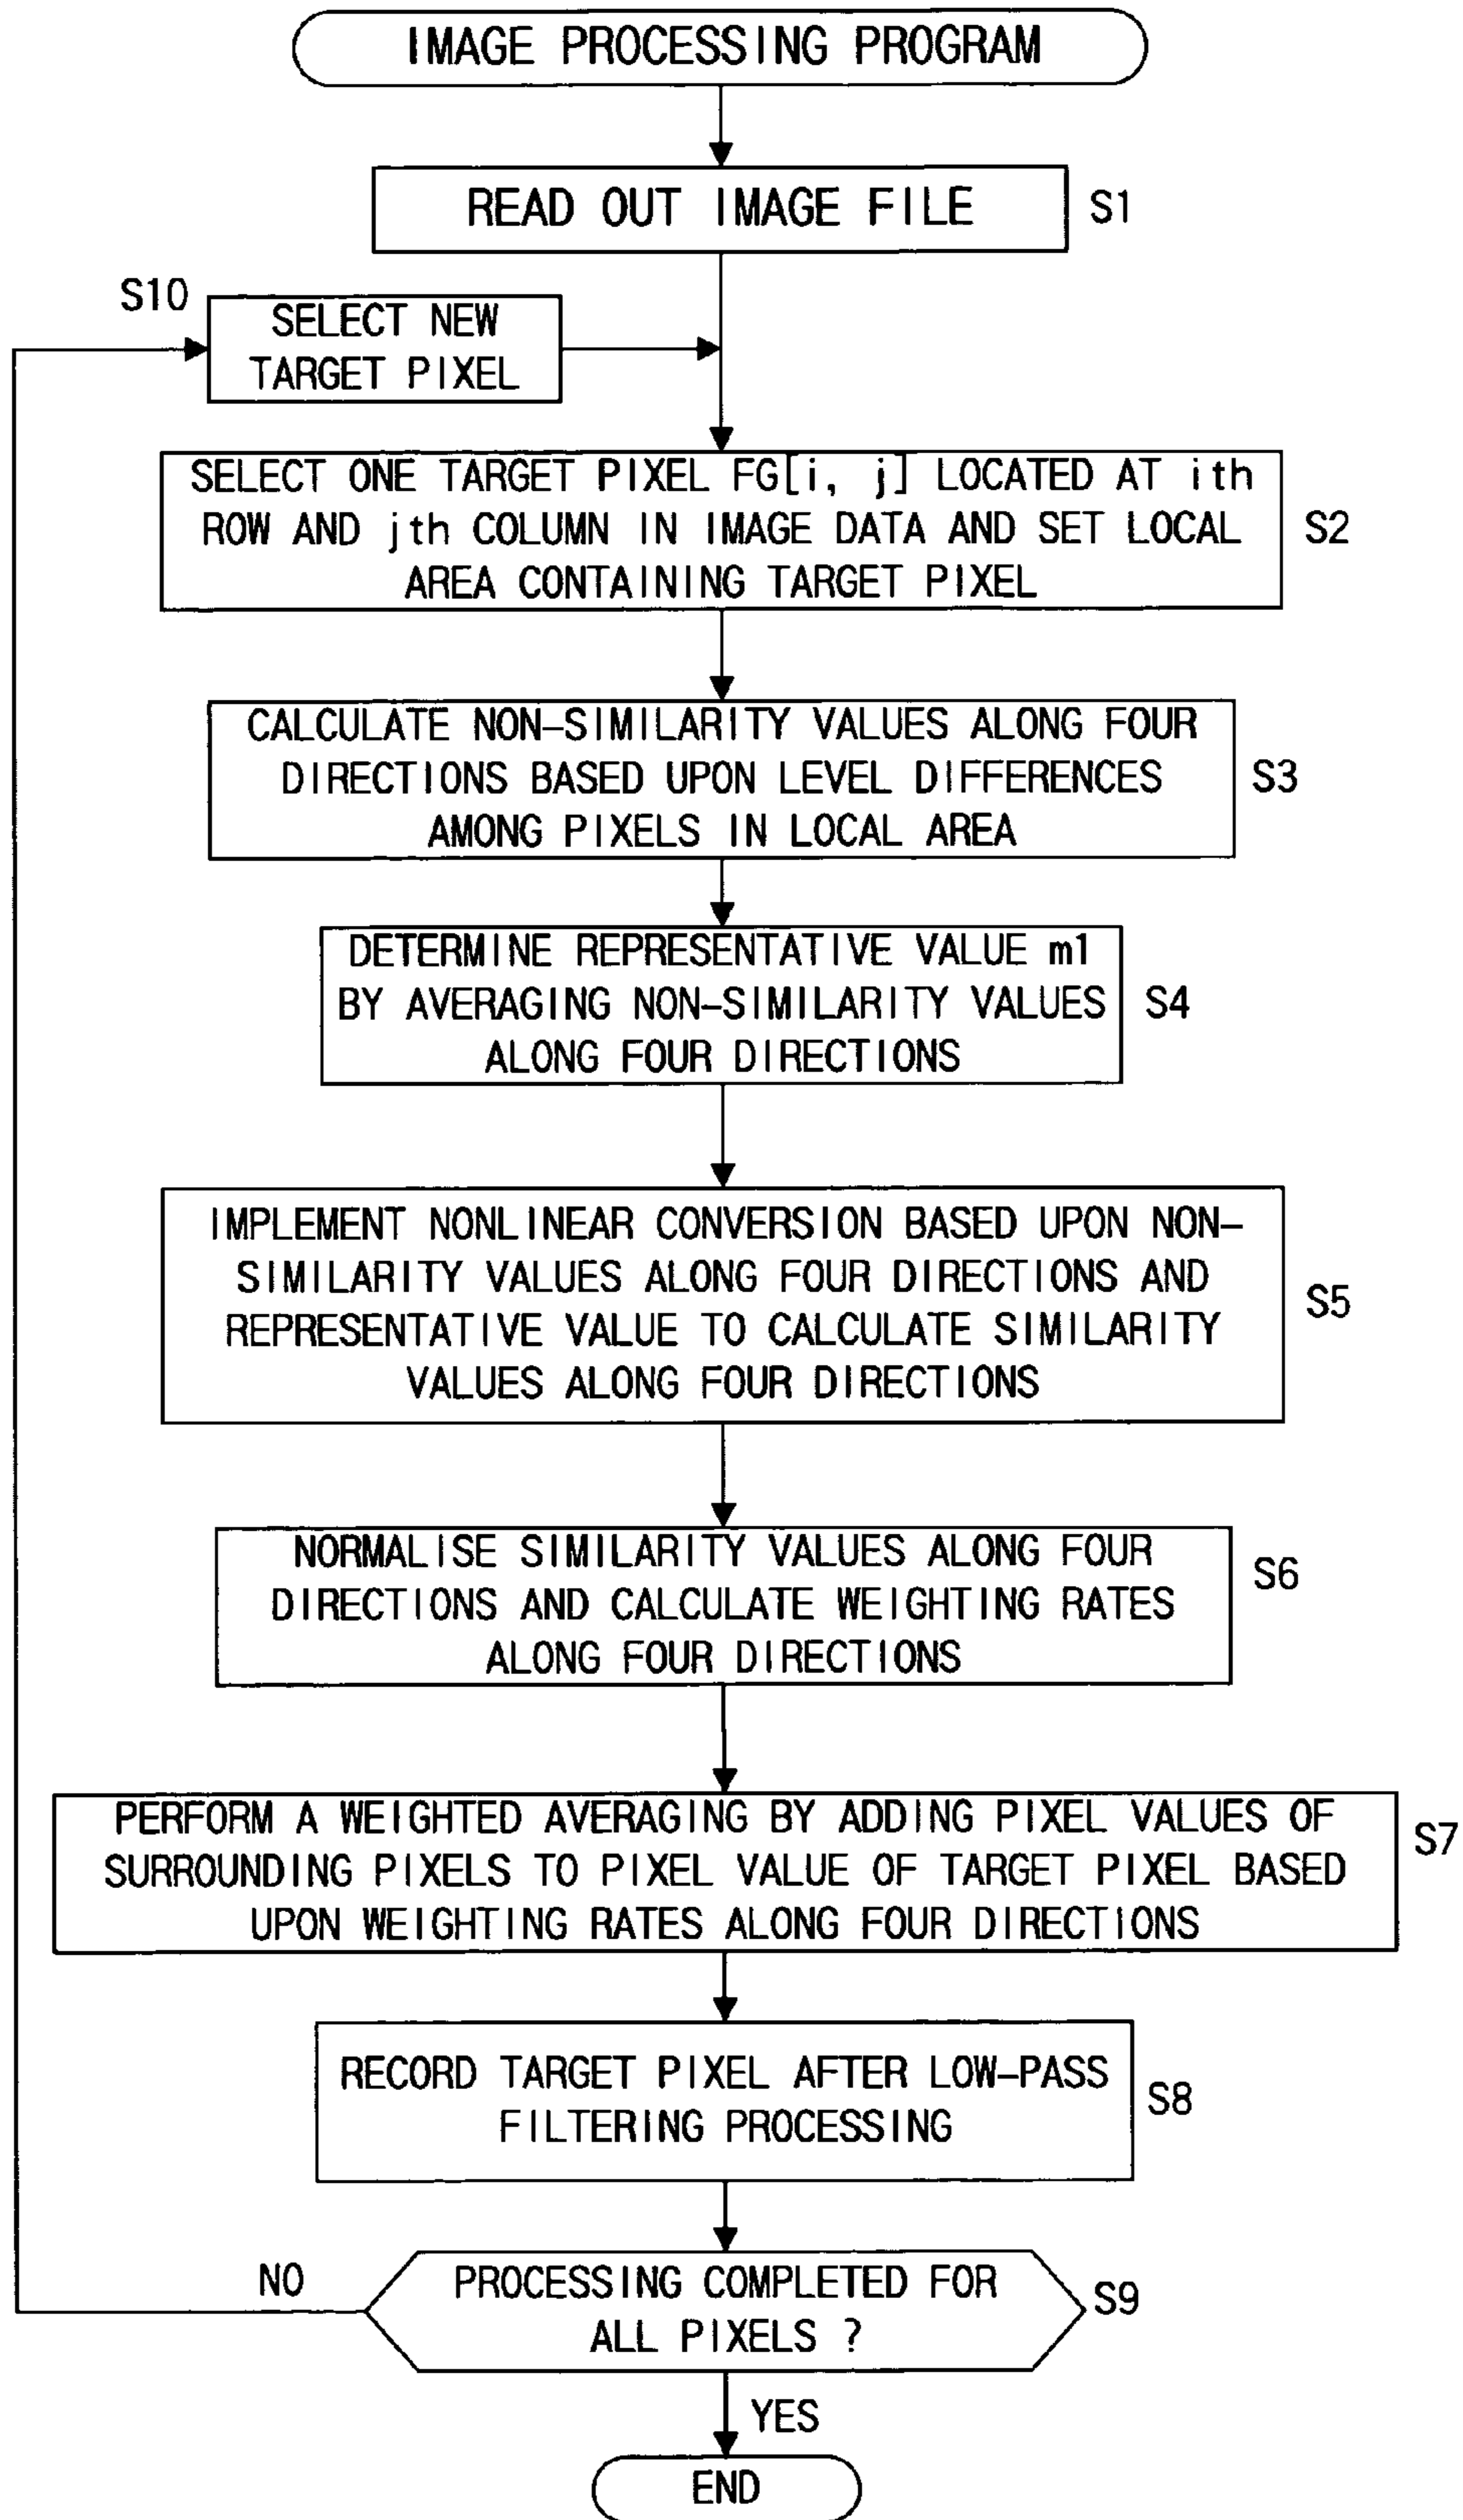 IMAGE PROCESSING PROGRAM
READ OUT IMAGE FILE
S1
S10
SELECT NEW
TARGET PIXEL
SELECT ONE TARGET PIXEL FG[i, j] LOCATED AT ith
ROW AND jth COLUMN IN IMAGE DATA AND SET LOCAL
AREA CONTAINING TARGET PIXEL
S2
CALCULATE NON-SIMILARITY VALUES ALONG FOUR
DIRECTIONS BASED UPON LEVEL DIFFERENCES
AMONG PIXELS IN LOCAL AREA
S3
DETERMINE REPRESENTATIVE VALUE m1
BY AVERAGING NON-SIMILARITY VALUES
ALONG FOUR DIRECTIONS
S4
IMPLEMENT NONLINEAR CONVERSION BASED UPON NON-
SIMILARITY VALUES ALONG FOUR DIRECTIONS AND
REPRESENTATIVE VALUE TO CALCULATE SIMILARITY
VALUES ALONG FOUR DIRECTIONS
S5
NORMALISE SIMILARITY VALUES ALONG FOUR
DIRECTIONS AND CALCULATE WEIGHTING RATES
ALONG FOUR DIRECTIONS
S6
PERFORM A WEIGHTED AVERAGING BY ADDING PIXEL VALUES OF
SURROUNDING PIXELS TO PIXEL VALUE OF TARGET PIXEL BASED
UPON WEIGHTING RATES ALONG FOUR DIRECTIONS
S7
RECORD TARGET PIXEL AFTER LOW-PASS
FILTERING PROCESSING
S8
NO
PROCESSING COMPLETED FOR
ALL PIXELS ?
S9
YES
END